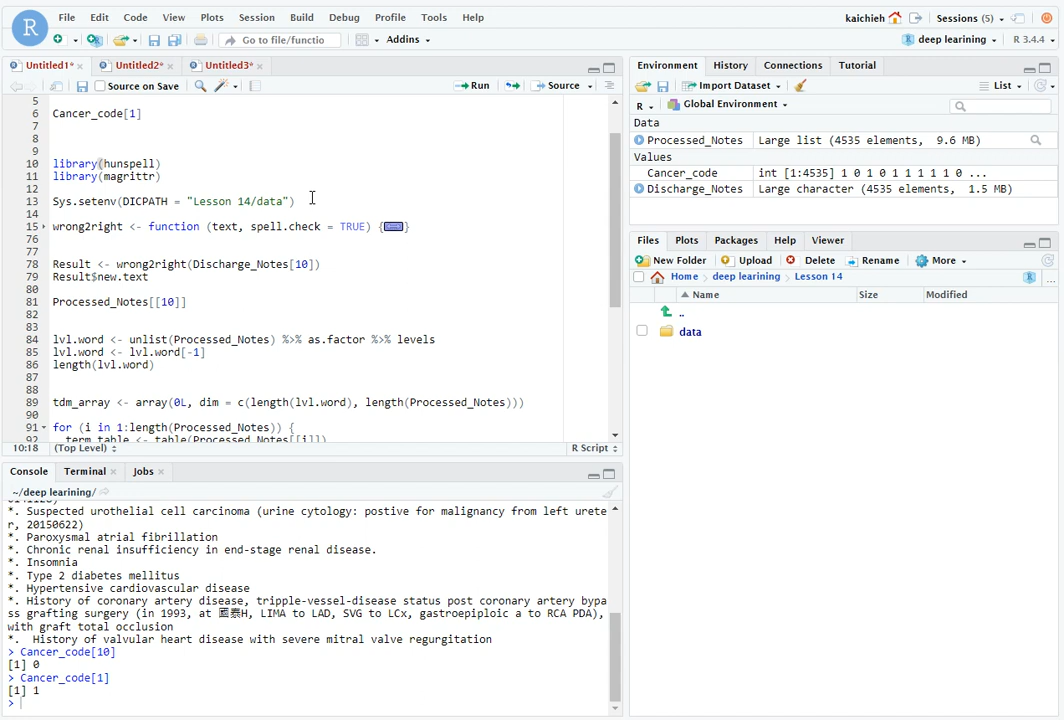 File Edit Code View Plots Session Build Debug Profile Tools Help kaichieh Sessions (5)
R Go to file/functio Addins deep learining R 3.4.4
Untitled1* × Untitled2* × Untitled3* ×
Source on Save Run Source
5
6 Cancer_code[1]
7
8
9
10 library(hunspell)
11 library(magrittr)
12
13 Sys.setenv(DICPATH = "Lesson 14/data")
14
15 wrong2right <- function (text, spell.check = TRUE) {}
76
77
78 Result <- wrong2right(Discharge_Notes[10])
79 Result$new.text
80
81 Processed_Notes[[10]]
82
83
84 lvl.word <- unlist(Processed_Notes) %>% as.factor %>% levels
85 lvl.word <- lvl.word[-1]
86 length(lvl.word)
87
88
89 tdm_array <- array(0L, dim = c(length(lvl.word), length(Processed_Notes)))
90
91 for (i in 1:length(Processed_Notes)) {
92 term_table <- table(Processed_Notes[[i]])
10:18 (Top Level) R Script
Console Terminal × Jobs ×
~/deep learining/
*. Suspected urothelial cell carcinoma (urine cytology: postive for malignancy from left urete
r, 20150622)
*. Paroxysmal atrial fibrillation
*. Chronic renal insufficiency in end-stage renal disease.
*. Insomnia
*. Type 2 diabetes mellitus
*. Hypertensive cardiovascular disease
*. History of coronary artery disease, tripple-vessel-disease status post coronary artery bypa
ss grafting surgery (in 1993, at 國泰H, LIMA to LAD, SVG to LCx, gastroepiploic a to RCA PDA),
with graft total occlusion
*.  History of valvular heart disease with severe mitral valve regurgitation
> Cancer_code[10]
[1] 0
> Cancer_code[1]
[1] 1
>
Environment History Connections Tutorial
Import Dataset List
R Global Environment
Data
Processed_Notes Large list (4535 elements, 9.6 MB)
Values
Cancer_code int [1:4535] 1 0 1 0 1 1 1 1 1 0 ...
Discharge_Notes Large character (4535 elements, 1.5 MB)
Files Plots Packages Help Viewer
New Folder Upload Delete Rename More
Home deep learining Lesson 14 R ...
Name Size Modified
..
data